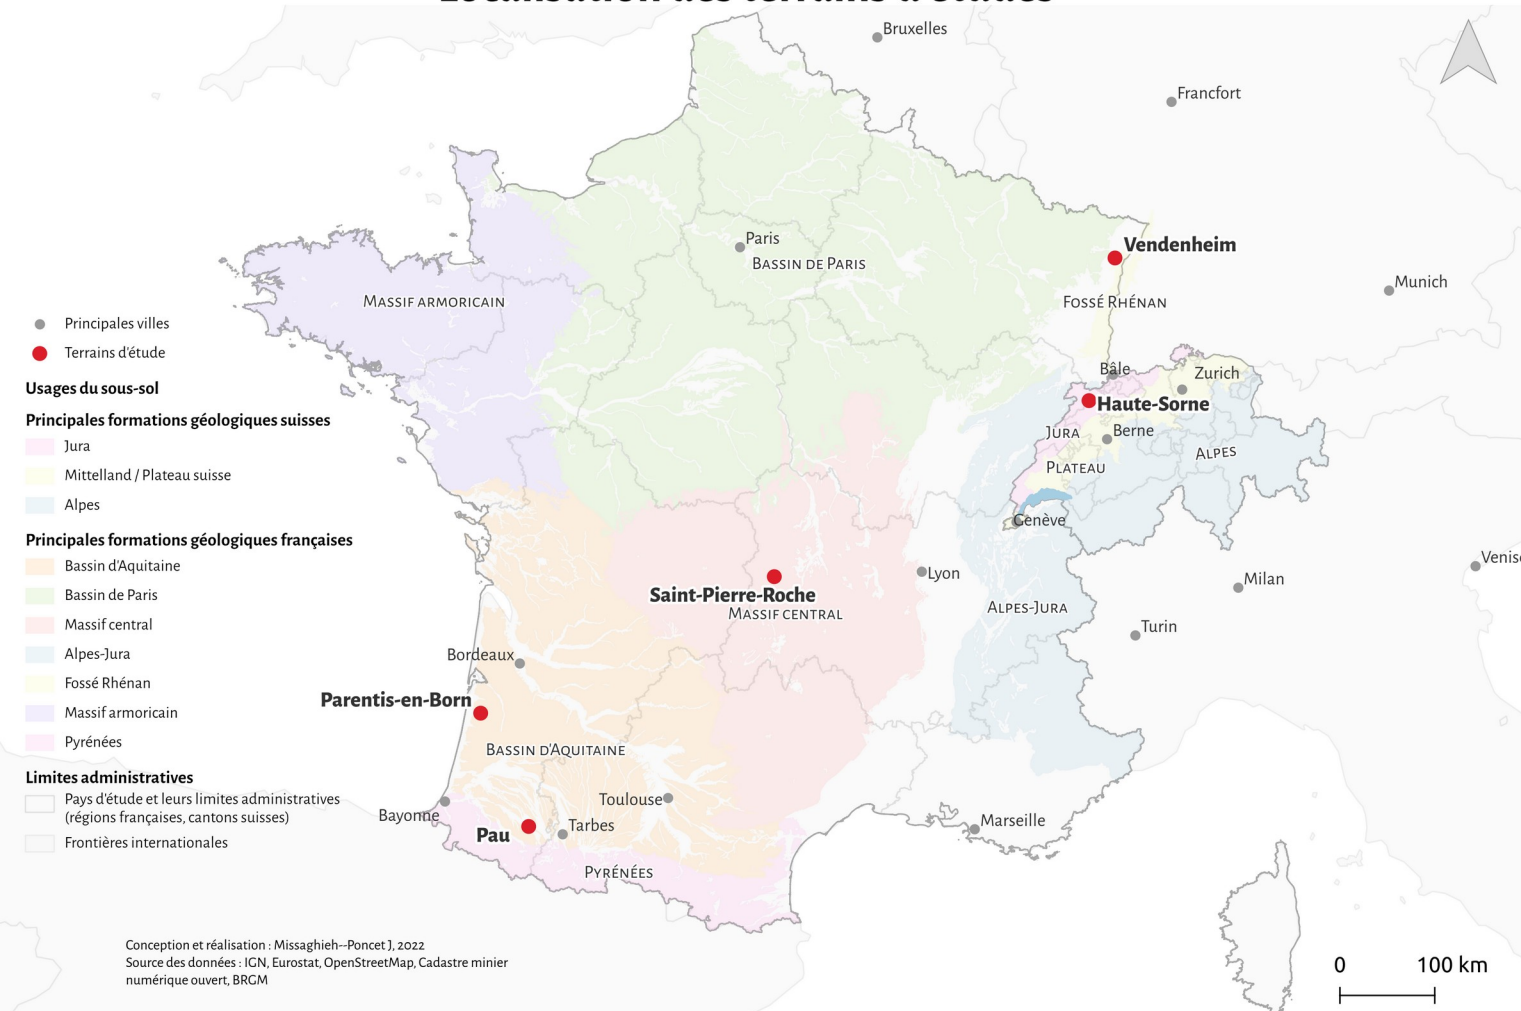 Localisation des terrains d'études
Bruxelles
Francfort
Paris
BASSIN DE PARIS
Vendenheim
Munich
FOSSÉ RHÉNAN
MASSIF ARMORICAIN
Bâle
Zurich
Haute-Sorne
JURA
Berne
PLATEAU
ALPES
Genève
Lyon
Saint-Pierre-Roche
MASSIF CENTRAL
ALPES-JURA
Milan
Venis
Turin
Bordeaux
Parentis-en-Born
BASSIN D'AQUITAINE
Toulouse
Bayonne
Pau
Tarbes
Marseille
PYRÉNÉES
Principales villes
Terrains d'étude
Usages du sous-sol
Principales formations géologiques suisses
Jura
Mittelland / Plateau suisse
Alpes
Principales formations géologiques françaises
Bassin d'Aquitaine
Bassin de Paris
Massif central
Alpes-Jura
Fossé Rhénan
Massif armoricain
Pyrénées
Limites administratives
Pays d'étude et leurs limites administratives
(régions françaises, cantons suisses)
Frontières internationales
Conception et réalisation : Missaghieh--Poncet J, 2022
Source des données : IGN, Eurostat, OpenStreetMap, Cadastre minier
numérique ouvert, BRGM
0 100 km